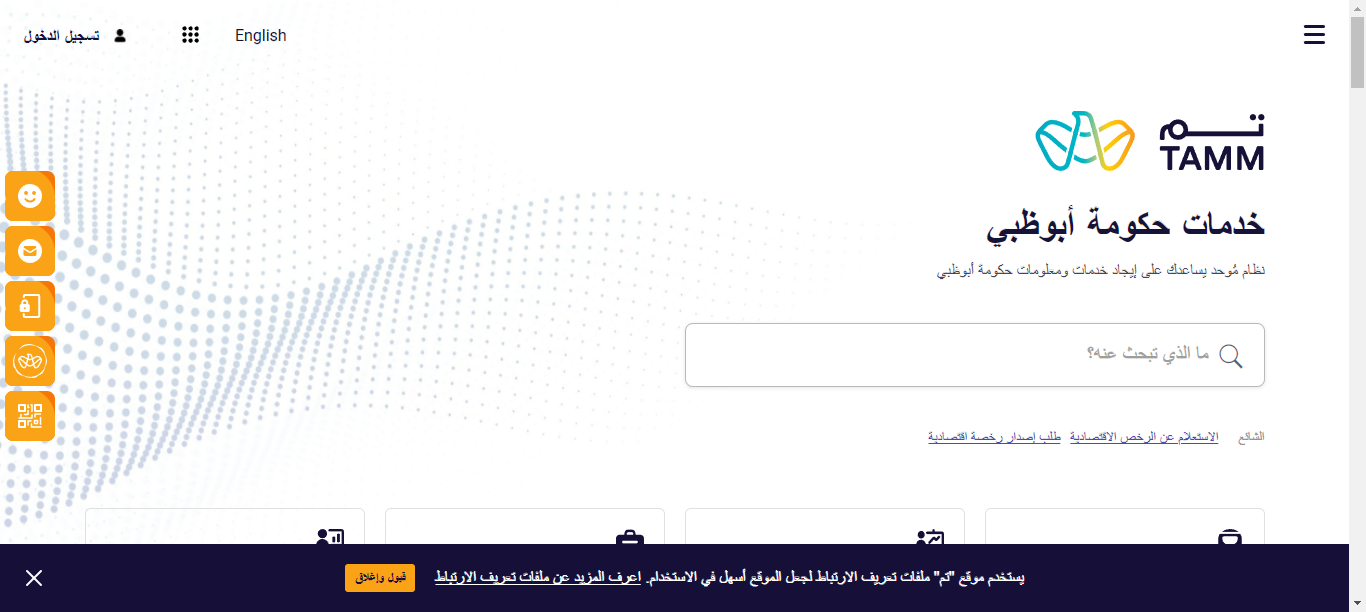 تسجيل الدخول
English
تم
TAMM
خدمات حكومة أبوظبي
نظام مُوحد يساعدك على إيجاد خدمات ومعلومات حكومة أبوظبي
ما الذي تبحث عنه؟
الشائع الاستعلام عن الرخص الاقتصادية طلب إصدار رخصة اقتصادية
يستخدم موقع "تم" ملفات تعريف الارتباط لجعل الموقع أسهل في الاستخدام. اعرف المزيد عن ملفات تعريف الارتباط
قبول وإغلاق